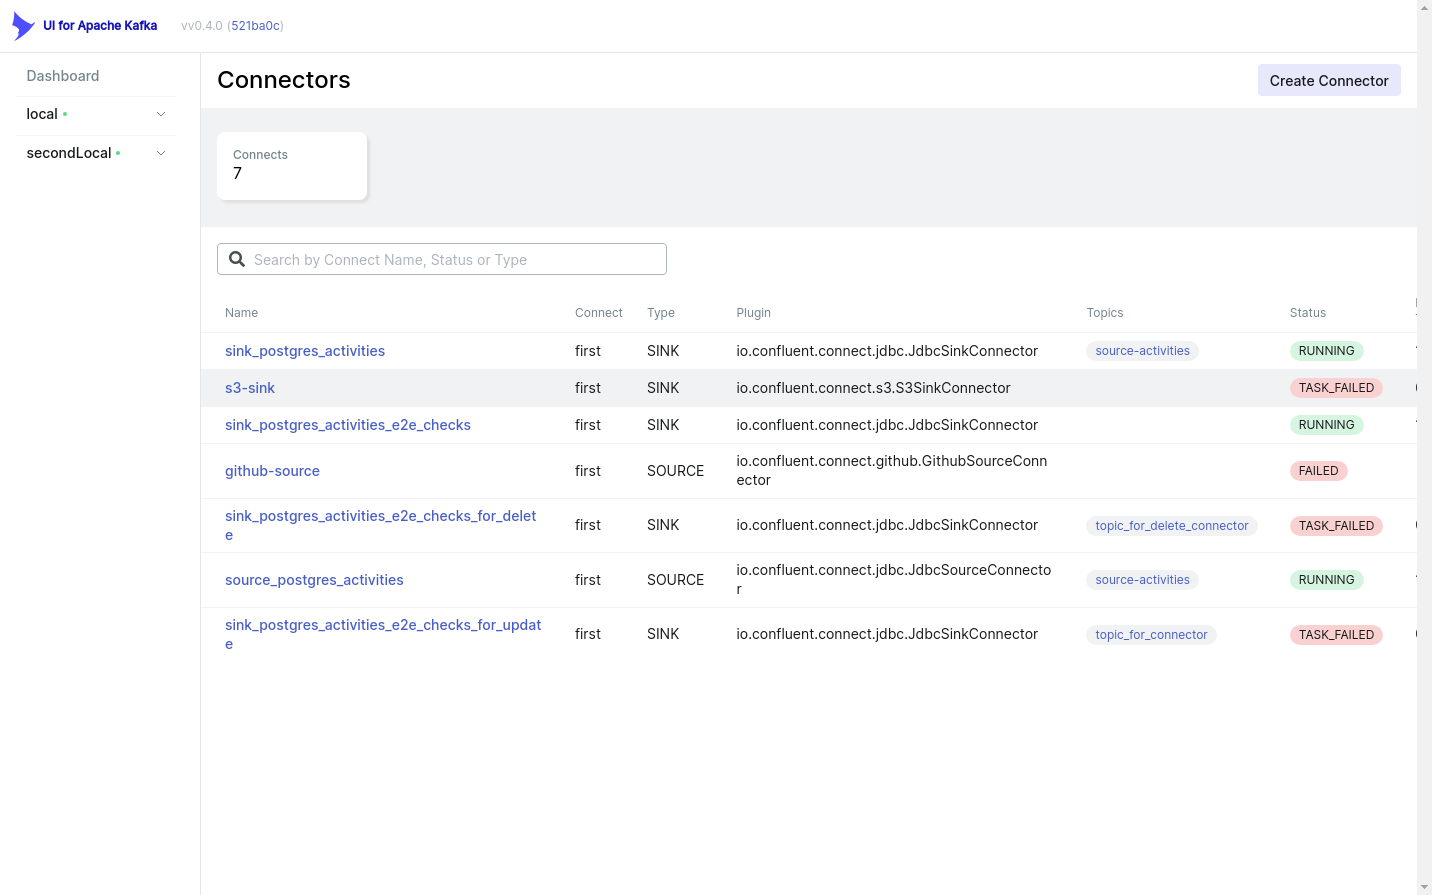 UI for Apache Kafka vv0.4.0 (521ba0c)
Dashboard
local
secondLocal
Connectors
Create Connector
Connects
7
Search by Connect Name, Status or Type
Name Connect Type Plugin Topics Status
sink_postgres_activities first SINK io.confluent.connect.jdbc.JdbcSinkConnector source-activities RUNNING
s3-sink first SINK io.confluent.connect.s3.S3SinkConnector TASK_FAILED
sink_postgres_activities_e2e_checks first SINK io.confluent.connect.jdbc.JdbcSinkConnector RUNNING
github-source first SOURCE io.confluent.connect.github.GithubSourceConn
ector FAILED
sink_postgres_activities_e2e_checks_for_delet
e first SINK io.confluent.connect.jdbc.JdbcSinkConnector topic_for_delete_connector TASK_FAILED
source_postgres_activities first SOURCE io.confluent.connect.jdbc.JdbcSourceConnecto
r source-activities RUNNING
sink_postgres_activities_e2e_checks_for_updat
e first SINK io.confluent.connect.jdbc.JdbcSinkConnector topic_for_connector TASK_FAILED